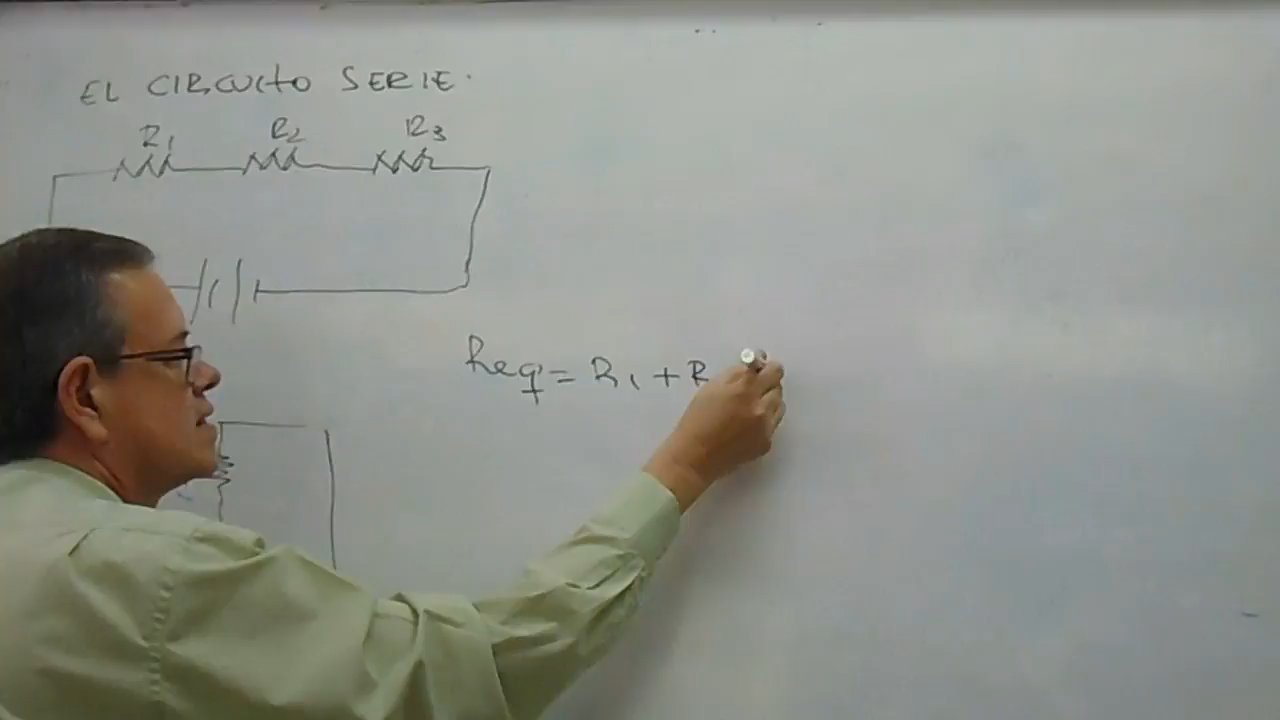 EL CIRCUITO SERIE.
R1 R2 R3
Req = R1 + R